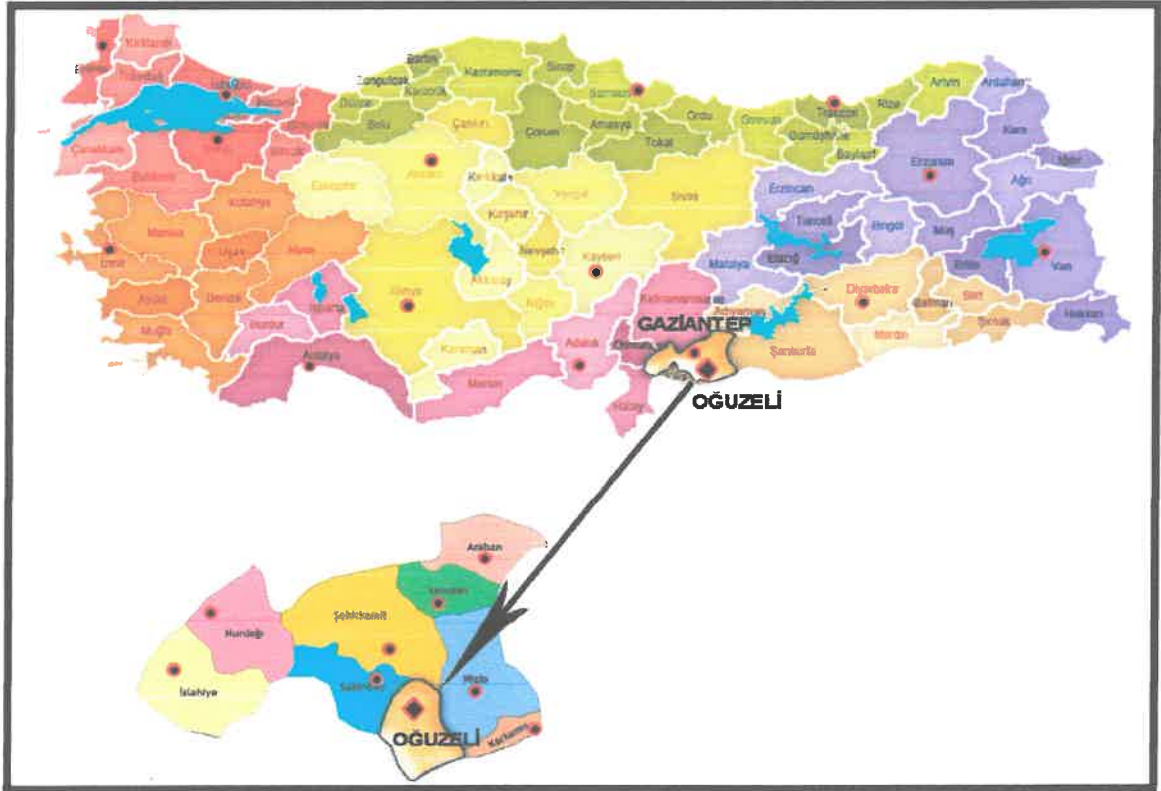 Kırklareli
Tekirdağ
Bartın
Zonguldak
Karabük
Kastamonu
Sinop
Samsun
Artvin
Ardahan
Düzce
Bolu
Çankırı
Çorum
Amasya
Ordu
Giresun
Trabzon
Rize
Kars
Tokat
Gümüşhane
Bayburt
Erzurum
Iğdır
Çanakkale
Balıkesir
Eskişehir
Ankara
Kırıkkale
Yozgat
Sivas
Erzincan
Ağrı
Kütahya
Kırşehir
Tunceli
Bingöl
Muş
Manisa
Uşak
Nevşehir
Kayseri
Malatya
Elazığ
Bitlis
Van
İzmir
Konya
Aksaray
Kahramanmaraş
Diyarbakır
Batman
Siirt
Aydın
Denizli
Isparta
Niğde
Adıyaman
Şırnak
Hakkari
Muğla
Burdur
Karaman
Adana
GAZİANTEP
Şanlıurfa
Mardin
Antalya
Mersin
Hatay
OĞUZELİ
Araban
Yavuzeli
Şehitkamil
Nurdağı
İslahiye
Nizip
OĞUZELİ
Karkamış